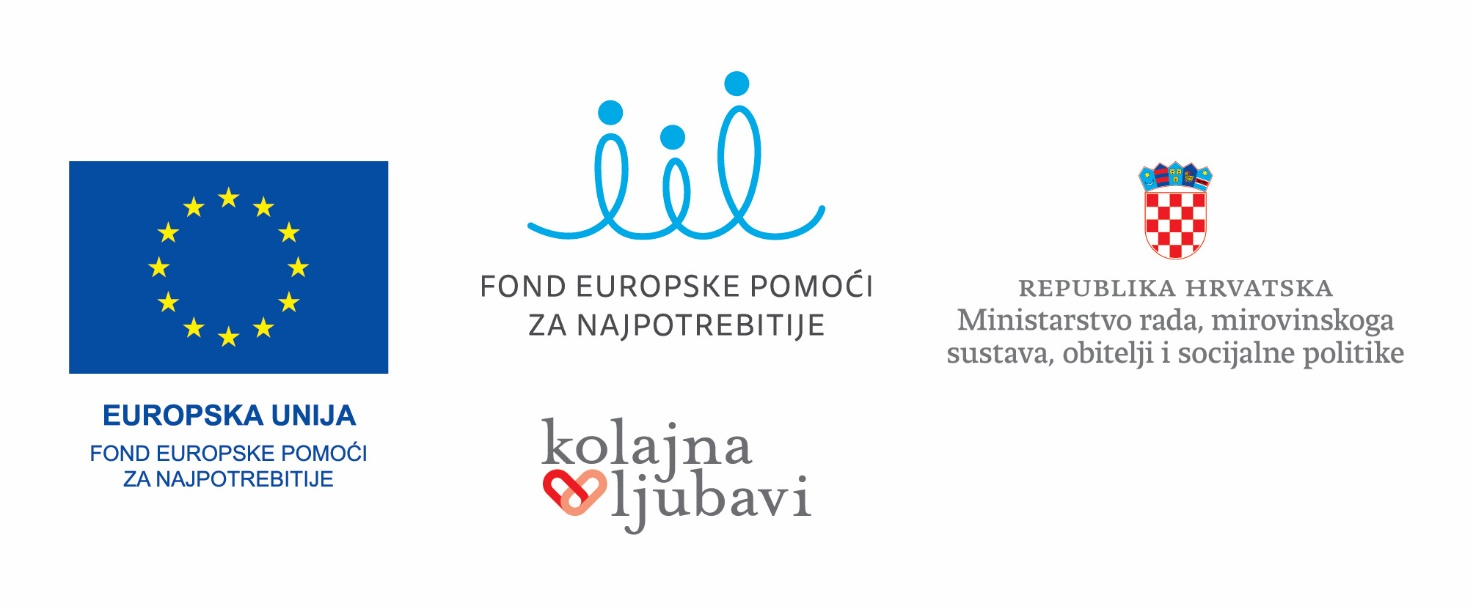 EUROPSKA UNIJA
FOND EUROPSKE POMOĆI
ZA NAJPOTREBITIJE
FOND EUROPSKE POMOĆI
ZA NAJPOTREBITIJE
kolajna
ljubavi
REPUBLIKA HRVATSKA
Ministarstvo rada, mirovinskoga
sustava, obitelji i socijalne politike